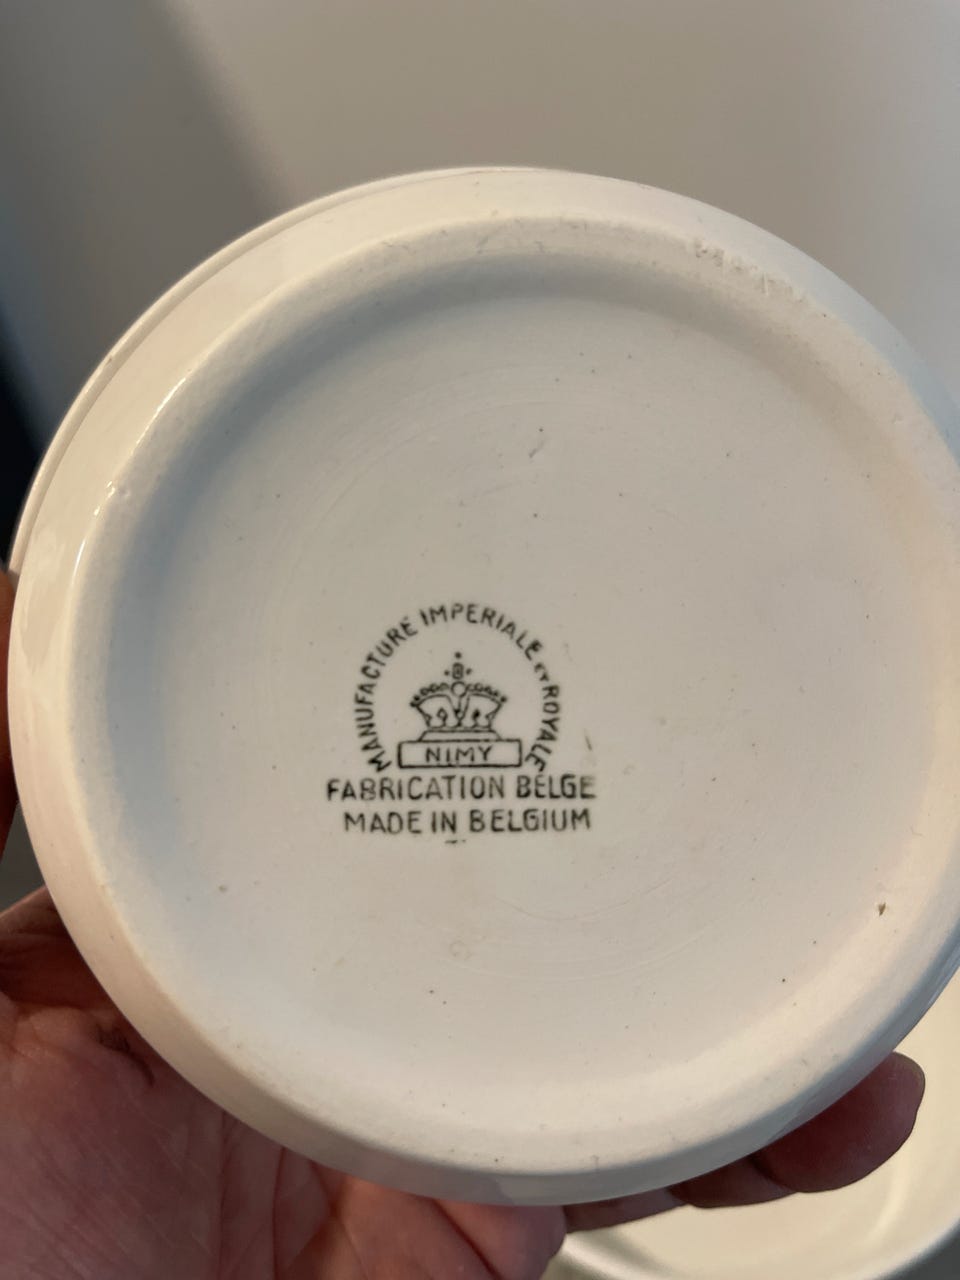 MANUFACTURE IMPERIALE ET ROYALE
NIMY
FABRICATION BELGE
MADE IN BELGIUM